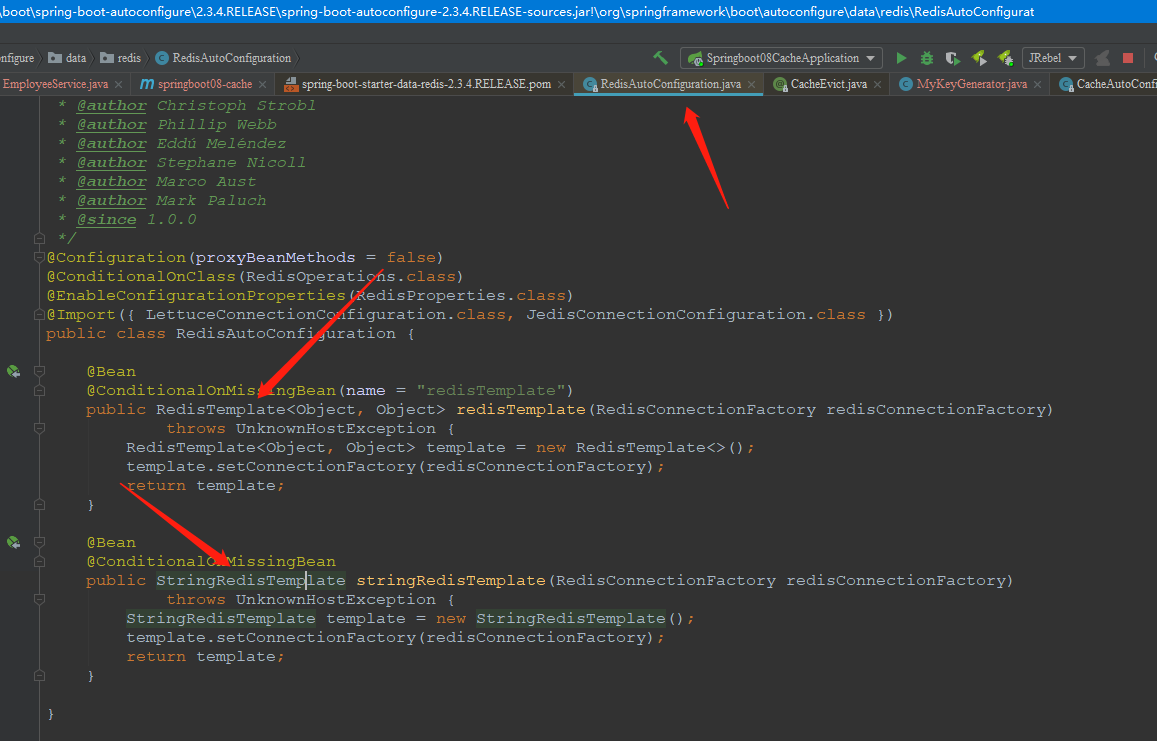 \boot\spring-boot-autoconfigure\2.3.4.RELEASE\spring-boot-autoconfigure-2.3.4.RELEASE-sources.jar!\org\springframework\boot\autoconfigure\data\redis\RedisAutoConfigurat
nfigure data redis RedisAutoConfiguration Springboot08CacheApplication JRebel
EmployeeService.java springboot08-cache spring-boot-starter-data-redis-2.3.4.RELEASE.pom RedisAutoConfiguration.java CacheEvict.java MyKeyGenerator.java CacheAutoConfi
* @author Christoph Strobl
* @author Phillip Webb
* @author Eddú Meléndez
* @author Stephane Nicoll
* @author Marco Aust
* @author Mark Paluch
* @since 1.0.0
*/
@Configuration(proxyBeanMethods = false)
@ConditionalOnClass(RedisOperations.class)
@EnableConfigurationProperties(RedisProperties.class)
@Import({ LettuceConnectionConfiguration.class, JedisConnectionConfiguration.class })
public class RedisAutoConfiguration {
@Bean
@ConditionalOnMissingBean(name = "redisTemplate")
public RedisTemplate<Object, Object> redisTemplate(RedisConnectionFactory redisConnectionFactory)
throws UnknownHostException {
RedisTemplate<Object, Object> template = new RedisTemplate<>();
template.setConnectionFactory(redisConnectionFactory);
return template;
}
@Bean
@ConditionalOnMissingBean
public StringRedisTemplate stringRedisTemplate(RedisConnectionFactory redisConnectionFactory)
throws UnknownHostException {
StringRedisTemplate template = new StringRedisTemplate();
template.setConnectionFactory(redisConnectionFactory);
return template;
}
}